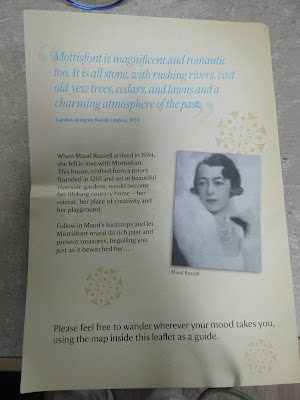 “Mottisfont is magnificent and romantic
too. It is all stone, with rushing rivers, vast
old yew trees, cedars, and lawns and a
charming atmosphere of the past.”
Garden designer Norah Lindsay, 1935
When Maud Russell arrived in 1934,
she fell in love with Mottisfont.
This house, crafted from a priory
founded in 1201 and set in beautiful
riverside gardens, would become
her lifelong country home – her
retreat, her place of creativity and
her playground.
Follow in Maud's footsteps and let
Mottisfont reveal its rich past and
present treasures, beguiling you
just as it bewitched her...
Maud Russell
Please feel free to wander wherever your mood takes you,
using the map inside this leaflet as a guide.